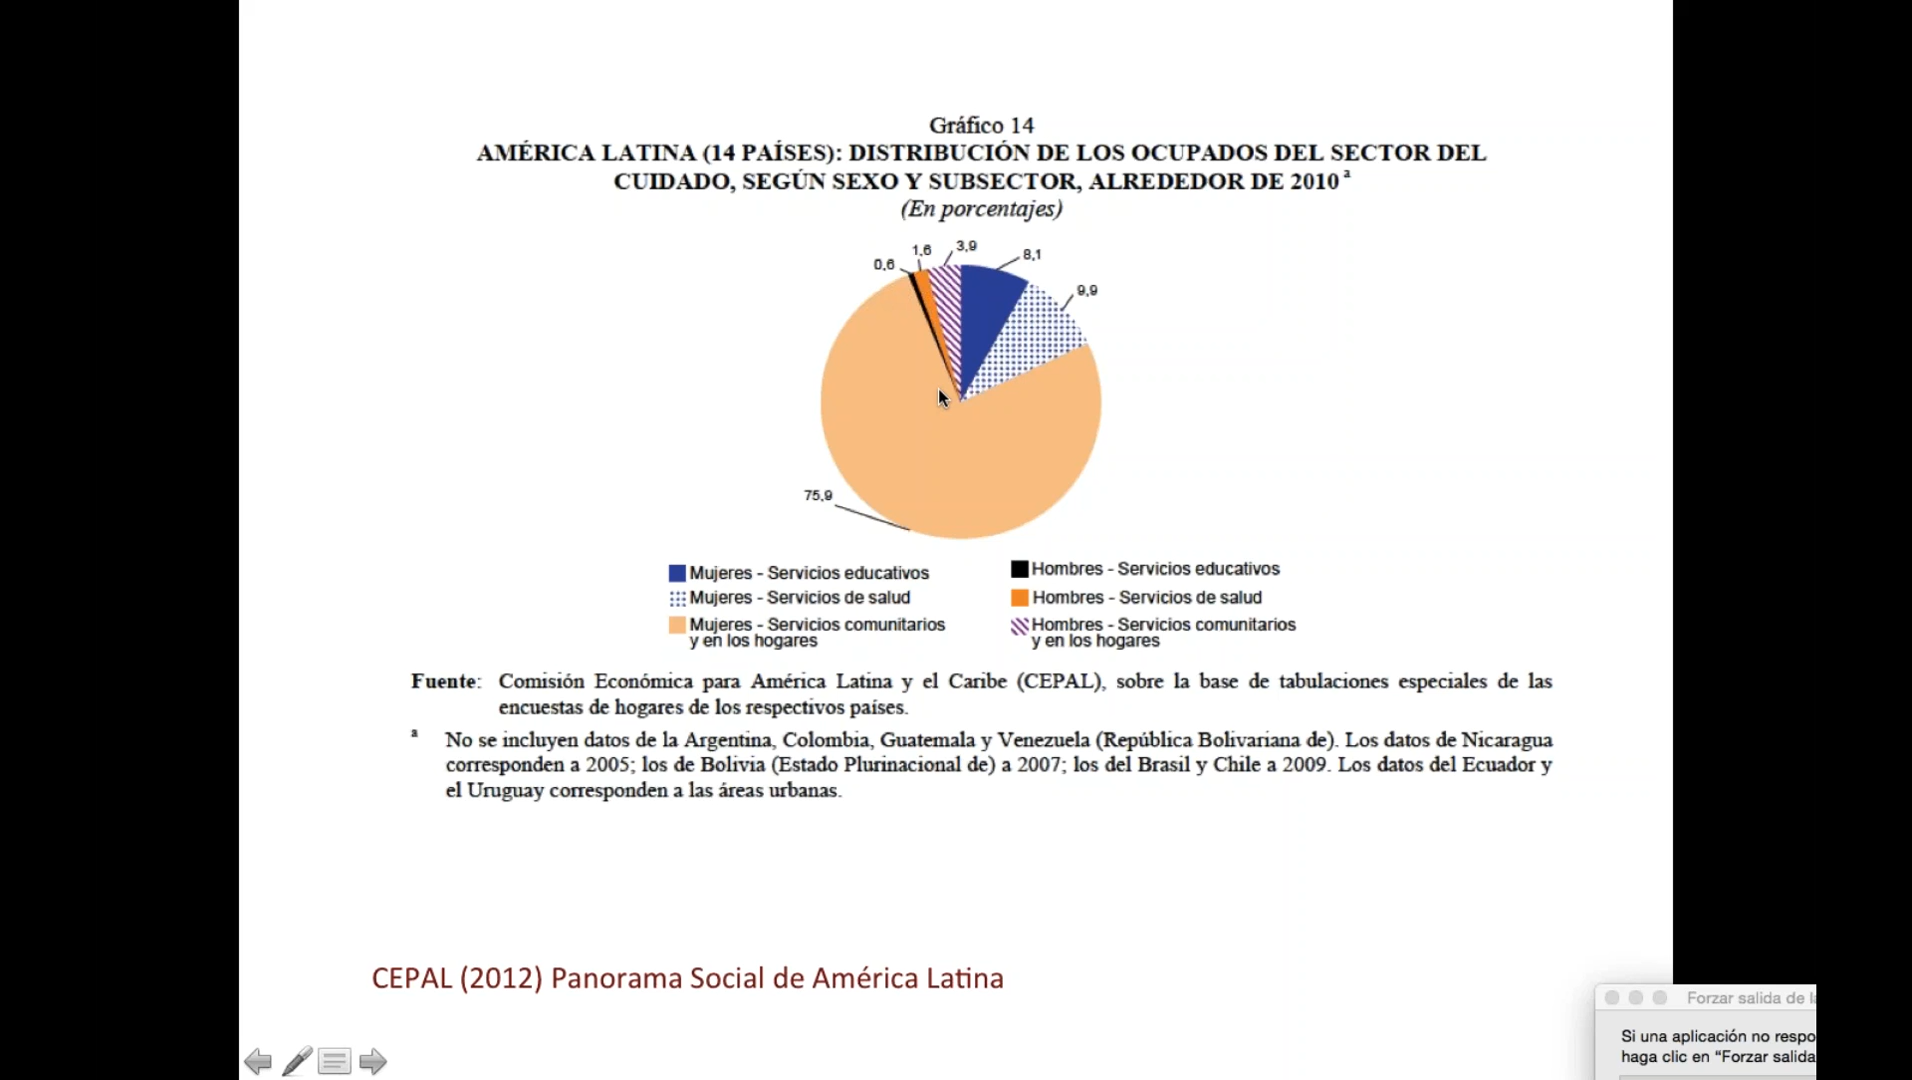 Gráfico 14
AMÉRICA LATINA (14 PAÍSES): DISTRIBUCIÓN DE LOS OCUPADOS DEL SECTOR DEL
CUIDADO, SEGÚN SEXO Y SUBSECTOR, ALREDEDOR DE 2010 a
(En porcentajes)
0,6
1,6
3,9
8,1
9,9
75,9
Mujeres - Servicios educativos
Mujeres - Servicios de salud
Mujeres - Servicios comunitarios
y en los hogares
Hombres - Servicios educativos
Hombres - Servicios de salud
Hombres - Servicios comunitarios
y en los hogares
Fuente: Comisión Económica para América Latina y el Caribe (CEPAL), sobre la base de tabulaciones especiales de las
encuestas de hogares de los respectivos países.
a No se incluyen datos de la Argentina, Colombia, Guatemala y Venezuela (República Bolivariana de). Los datos de Nicaragua
corresponden a 2005; los de Bolivia (Estado Plurinacional de) a 2007; los del Brasil y Chile a 2009. Los datos del Ecuador y
el Uruguay corresponden a las áreas urbanas.
CEPAL (2012) Panorama Social de América Latina
Forzar salida de
Si una aplicación no respo
haga clic en “Forzar salida